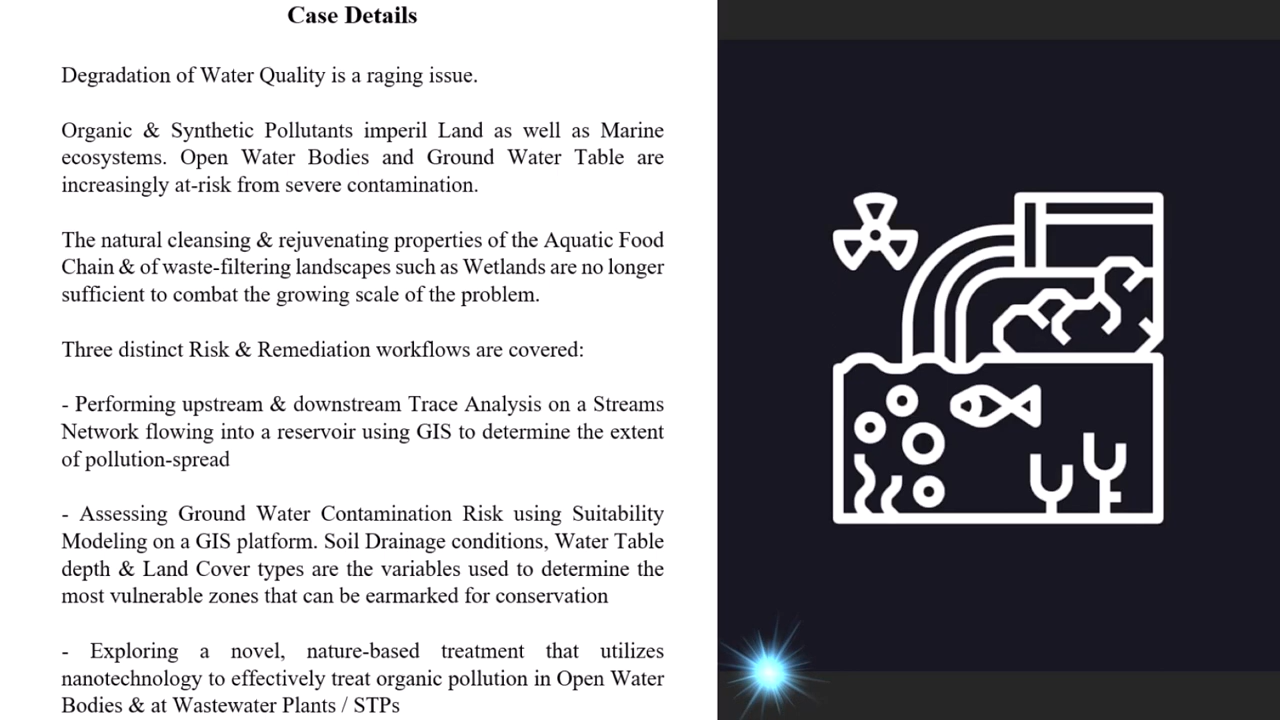 Case Details
Degradation of Water Quality is a raging issue.
Organic & Synthetic Pollutants imperil Land as well as Marine
ecosystems. Open Water Bodies and Ground Water Table are
increasingly at-risk from severe contamination.
The natural cleansing & rejuvenating properties of the Aquatic Food
Chain & of waste-filtering landscapes such as Wetlands are no longer
sufficient to combat the growing scale of the problem.
Three distinct Risk & Remediation workflows are covered:
- Performing upstream & downstream Trace Analysis on a Streams
Network flowing into a reservoir using GIS to determine the extent
of pollution-spread
- Assessing Ground Water Contamination Risk using Suitability
Modeling on a GIS platform. Soil Drainage conditions, Water Table
depth & Land Cover types are the variables used to determine the
most vulnerable zones that can be earmarked for conservation
- Exploring a novel, nature-based treatment that utilizes
nanotechnology to effectively treat organic pollution in Open Water
Bodies & at Wastewater Plants / STPs